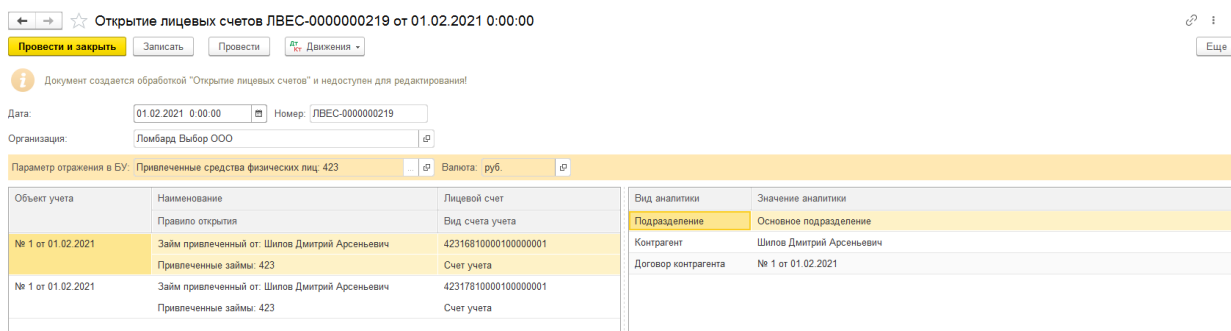 Открытие лицевых счетов ЛВЕС-0000000219 от 01.02.2021 0:00:00
Провести и закрыть Записать Провести Дт Кт Движения Еще
Документ создается обработкой "Открытие лицевых счетов" и недоступен для редактирования!
Дата: 01.02.2021 0:00:00 Номер: ЛВЕС-0000000219
Организация: Ломбард Выбор ООО
Параметр отражения в БУ: Привлеченные средства физических лиц: 423 ... Валюта: руб.
Объект учета Наименование Лицевой счет Вид аналитики Значение аналитики
Правило открытия Вид счета учета Подразделение Основное подразделение
№ 1 от 01.02.2021 Займ привлеченный от: Шилов Дмитрий Арсеньевич 42316810000100000001 Контрагент Шилов Дмитрий Арсеньевич
Привлеченные займы: 423 Счет учета Договор контрагента № 1 от 01.02.2021
№ 1 от 01.02.2021 Займ привлеченный от: Шилов Дмитрий Арсеньевич 42317810000100000001
Привлеченные займы: 423 Счет учета